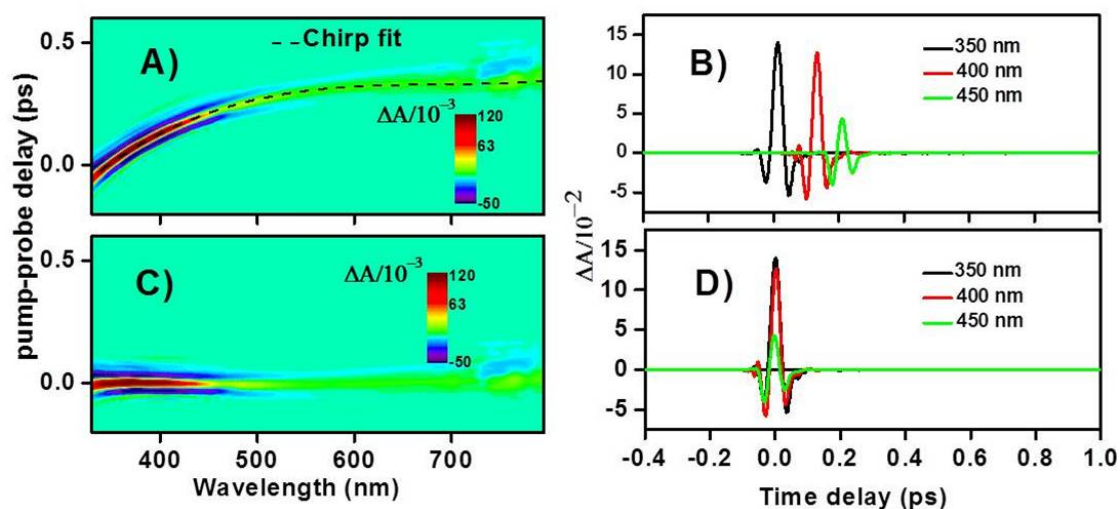 pump-probe delay (ps)
0.5
0.0
A)
Chirp fit
ΔA/10⁻³
120
63
-50
0.5
0.0
C)
ΔA/10⁻³
120
63
-50
400 500 600 700
Wavelength (nm)
ΔA/10⁻²
15
10
5
0
-5
B)
350 nm
400 nm
450 nm
15
10
5
0
-5
D)
350 nm
400 nm
450 nm
-0.4 -0.2 0.0 0.2 0.4 0.6 0.8 1.0
Time delay (ps)